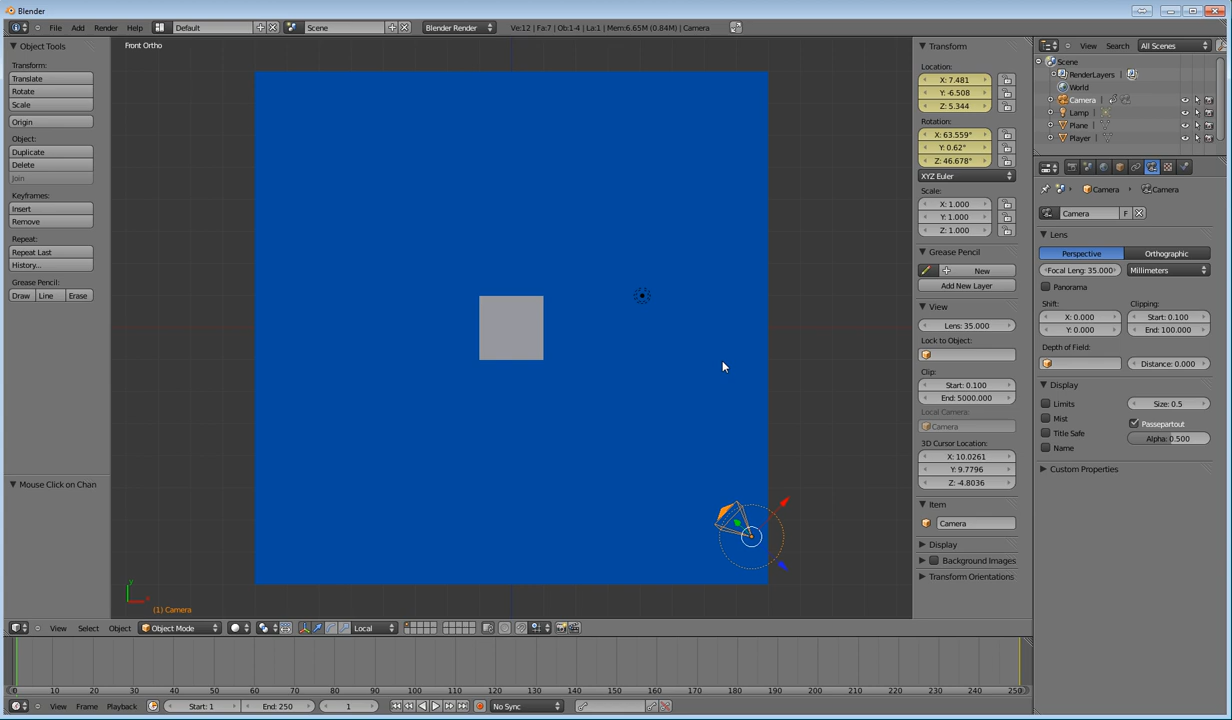 Blender
File Add Render Help
Default
Scene
Blender Render
Ve:12 | Fa:7 | Ob:1-4 | La:1 | Mem:6.65M (0.84M) | Camera
Object Tools
Transform:
Translate
Rotate
Scale
Origin
Object:
Duplicate
Delete
Join
Keyframes:
Insert
Remove
Repeat:
Repeat Last
History...
Grease Pencil:
Draw Line Erase
Mouse Click on Chan
Front Ortho
y
x
(1) Camera
View Select Object Object Mode Local
Transform
Location:
X: 7.481
Y: -6.508
Z: 5.344
Rotation:
X: 63.559°
Y: 0.62°
Z: 46.678°
XYZ Euler
Scale:
X: 1.000
Y: 1.000
Z: 1.000
Grease Pencil
New
Add New Layer
View
Lens: 35.000
Lock to Object:
Clip:
Start: 0.100
End: 5000.000
Local Camera:
Camera
3D Cursor Location:
X: 10.0261
Y: 9.7796
Z: -4.8036
Item
Camera
Display
Background Images
Transform Orientations
View Search All Scenes
Scene
RenderLayers
World
Camera
Lamp
Plane
Player
Camera Camera
Camera F
Lens
Perspective Orthographic
Focal Len: 35.000 Millimeters
Panorama
Shift: Clipping:
X: 0.000 Start: 0.100
Y: 0.000 End: 100.000
Depth of Field:
Distance: 0.000
Display
Limits Size: 0.5
Mist Passepartout
Title Safe Alpha: 0.500
Name
Custom Properties
0 10 20 30 40 50 60 70 80 90 100 110 120 130 140 150 160 170 180 190 200 210 220 230 240 250
View Frame Playback Start: 1 End: 250 1 No Sync